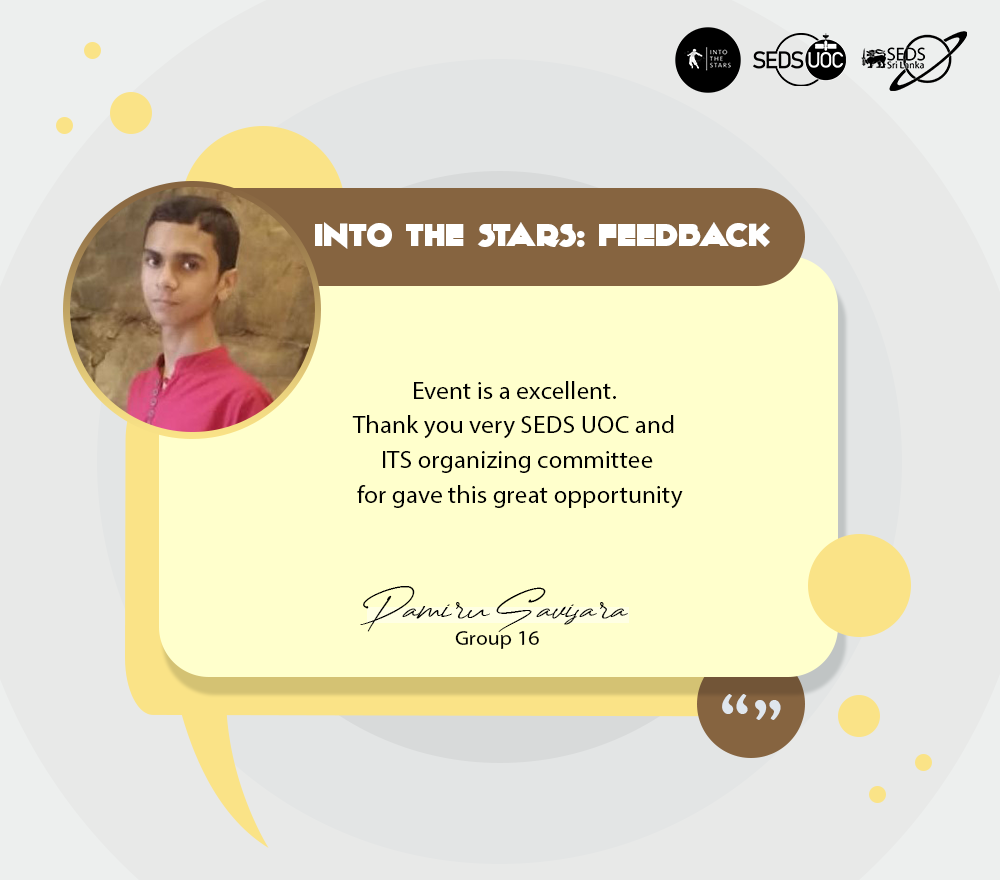 INTO
THE
STARS
SEDS UOC
SEDS
Sri Lanka
INTO THE STARS: FEEDBACK
Event is a excellent.
Thank you very SEDS UOC and
ITS organizing committee
for gave this great opportunity
Damiru Savisara
Group 16
“”